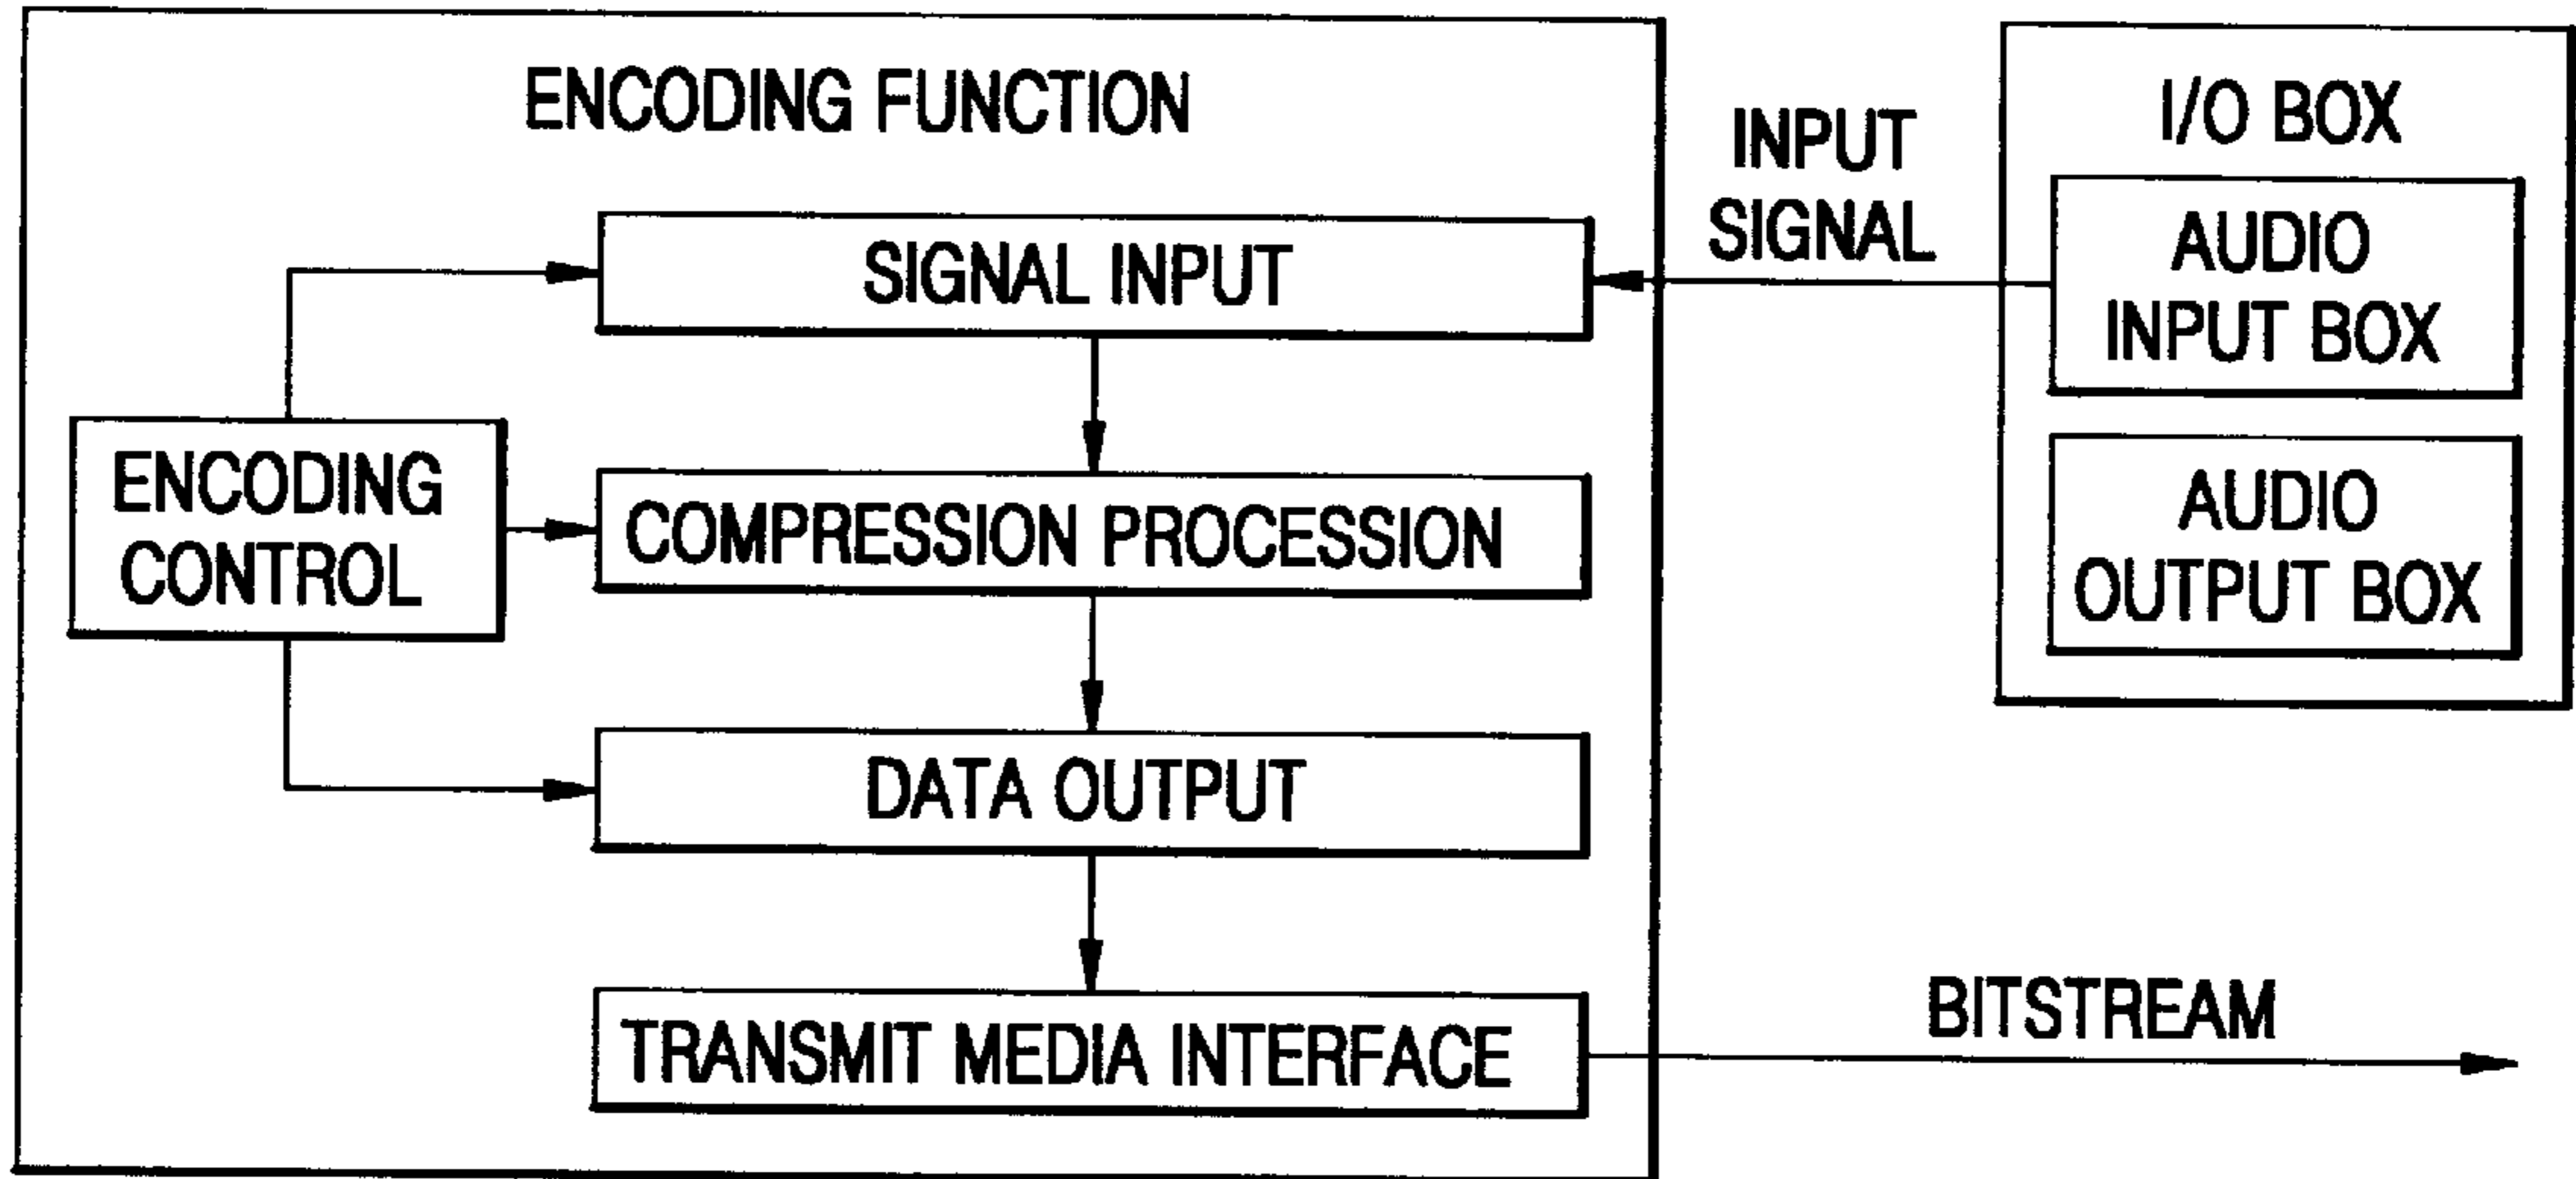 ENCODING FUNCTION
SIGNAL INPUT
ENCODING
CONTROL
COMPRESSION PROCESSION
DATA OUTPUT
TRANSMIT MEDIA INTERFACE
INPUT
SIGNAL
I/O BOX
AUDIO
INPUT BOX
AUDIO
OUTPUT BOX
BITSTREAM